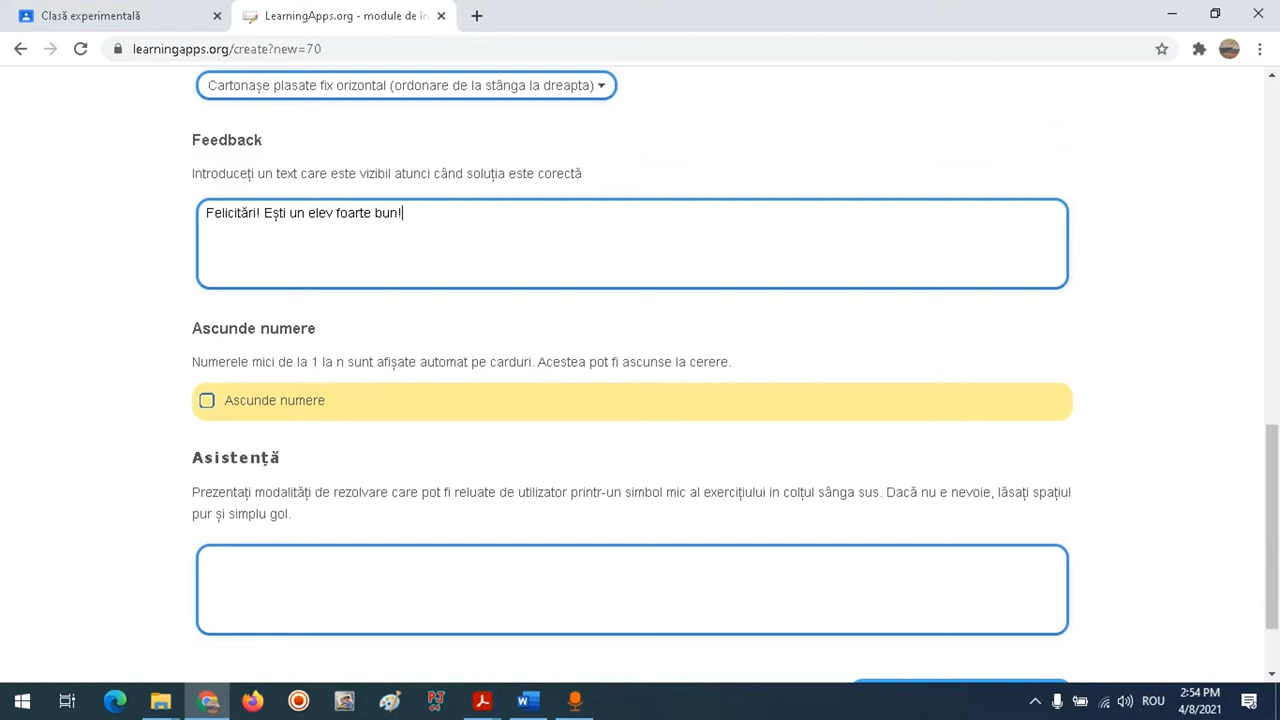 Clasă experimentală
LearningApps.org - module de în
learningapps.org/create?new=70
Cartonașe plasate fix orizontal (ordonare de la stânga la dreapta)
Feedback
Introduceți un text care este vizibil atunci când soluția este corectă
Felicitări! Ești un elev foarte bun!
Ascunde numere
Numerele mici de la 1 la n sunt afișate automat pe carduri. Acestea pot fi ascunse la cerere.
Ascunde numere
Asistență
Prezentați modalități de rezolvare care pot fi reluate de utilizator printr-un simbol mic al exercițiului in colțul sânga sus. Dacă nu e nevoie, lăsați spațiul
pur și simplu gol.
ROU
2:54 PM
4/8/2021